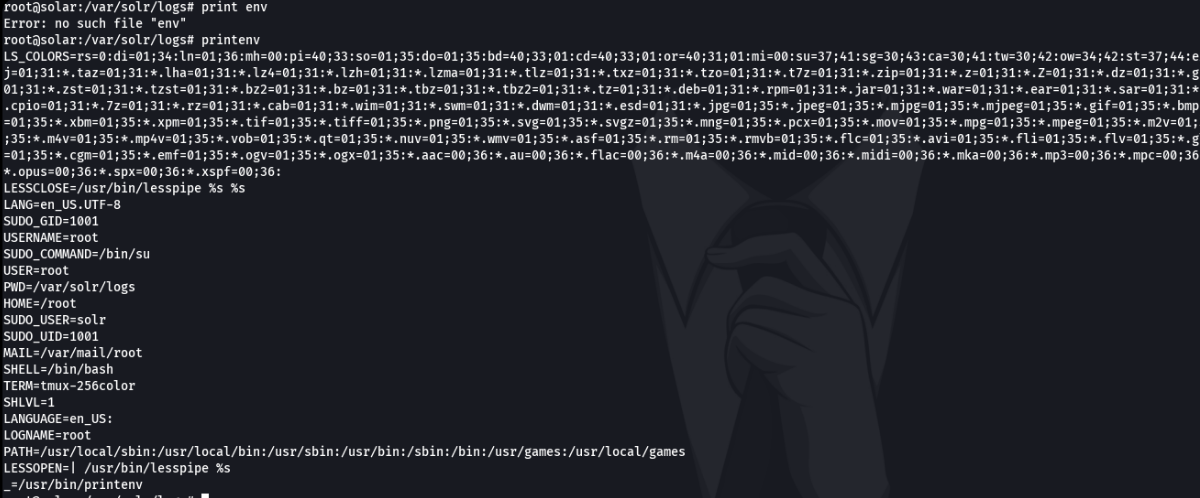 root@solar:/var/solr/logs# print env
Error: no such file "env"
root@solar:/var/solr/logs# printenv
LS_COLORS=rs=0:di=01;34:ln=01;36:mh=00:pi=40;33:so=01;35:do=01;35:bd=40;33;01:cd=40;33;01:or=40;31;01:mi=00:su=37;41:sg=30;43:ca=30;41:tw=30;42:ow=34;42:st=37;44:e
j=01;31:*.taz=01;31:*.lha=01;31:*.lz4=01;31:*.lzh=01;31:*.lzma=01;31:*.tlz=01;31:*.txz=01;31:*.tzo=01;31:*.t7z=01;31:*.zip=01;31:*.z=01;31:*.Z=01;31:*.dz=01;31:*.g
01;31:*.zst=01;31:*.tzst=01;31:*.bz2=01;31:*.bz=01;31:*.tbz=01;31:*.tbz2=01;31:*.tz=01;31:*.deb=01;31:*.rpm=01;31:*.jar=01;31:*.war=01;31:*.ear=01;31:*.sar=01;31:*
.cpio=01;31:*.7z=01;31:*.rz=01;31:*.cab=01;31:*.wim=01;31:*.swm=01;31:*.dwm=01;31:*.esd=01;31:*.jpg=01;35:*.jpeg=01;35:*.mjpg=01;35:*.mjpeg=01;35:*.gif=01;35:*.bmp
=01;35:*.xbm=01;35:*.xpm=01;35:*.tif=01;35:*.tiff=01;35:*.png=01;35:*.svg=01;35:*.svgz=01;35:*.mng=01;35:*.pcx=01;35:*.mov=01;35:*.mpg=01;35:*.mpeg=01;35:*.m2v=01;
;35:*.m4v=01;35:*.mp4v=01;35:*.vob=01;35:*.qt=01;35:*.nuv=01;35:*.wmv=01;35:*.asf=01;35:*.rm=01;35:*.rmvb=01;35:*.flc=01;35:*.avi=01;35:*.fli=01;35:*.flv=01;35:*.g
=01;35:*.cgm=01;35:*.emf=01;35:*.ogv=01;35:*.ogx=01;35:*.aac=00;36:*.au=00;36:*.flac=00;36:*.m4a=00;36:*.mid=00;36:*.midi=00;36:*.mka=00;36:*.mp3=00;36:*.mpc=00;36
*.opus=00;36:*.spx=00;36:*.xspf=00;36:
LESSCLOSE=/usr/bin/lesspipe %s %s
LANG=en_US.UTF-8
SUDO_GID=1001
USERNAME=root
SUDO_COMMAND=/bin/su
USER=root
PWD=/var/solr/logs
HOME=/root
SUDO_USER=solr
SUDO_UID=1001
MAIL=/var/mail/root
SHELL=/bin/bash
TERM=tmux-256color
SHLVL=1
LANGUAGE=en_US:
LOGNAME=root
PATH=/usr/local/sbin:/usr/local/bin:/usr/sbin:/usr/bin:/sbin:/bin:/usr/games:/usr/local/games
LESSOPEN=| /usr/bin/lesspipe %s
_=/usr/bin/printenv